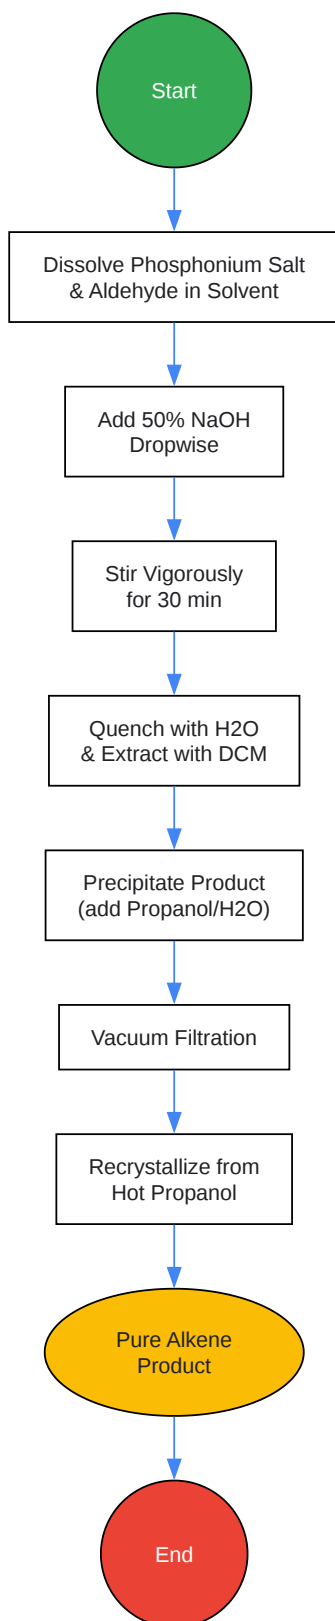 Start
Dissolve Phosphonium Salt
& Aldehyde in Solvent
Add 50% NaOH
Dropwise
Stir Vigorously
for 30 min
Quench with H2O
& Extract with DCM
Precipitate Product
(add Propanol/H2O)
Vacuum Filtration
Recrystallize from
Hot Propanol
Pure Alkene
Product
End